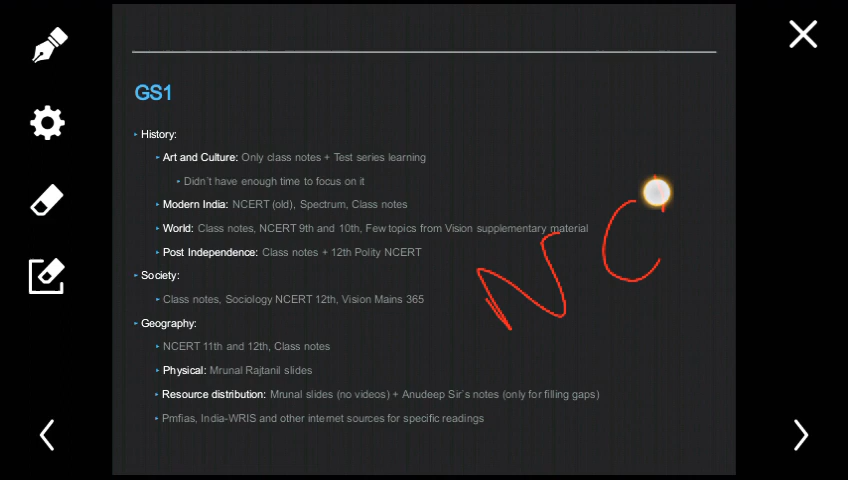 GS1
History:
Art and Culture: Only class notes + Test series learning
Didn't have enough time to focus on it
Modern India: NCERT (old), Spectrum, Class notes
World: Class notes, NCERT 9th and 10th, Few topics from Vision supplementary material
Post Independence: Class notes + 12th Polity NCERT
Society:
Class notes, Sociology NCERT 12th, Vision Mains 365
Geography:
NCERT 11th and 12th, Class notes
Physical: Mrunal Rajtanil slides
Resource distribution: Mrunal slides (no videos) + Anudeep Sir's notes (only for filling gaps)
Pmfias, India-WRIS and other internet sources for specific readings
NC